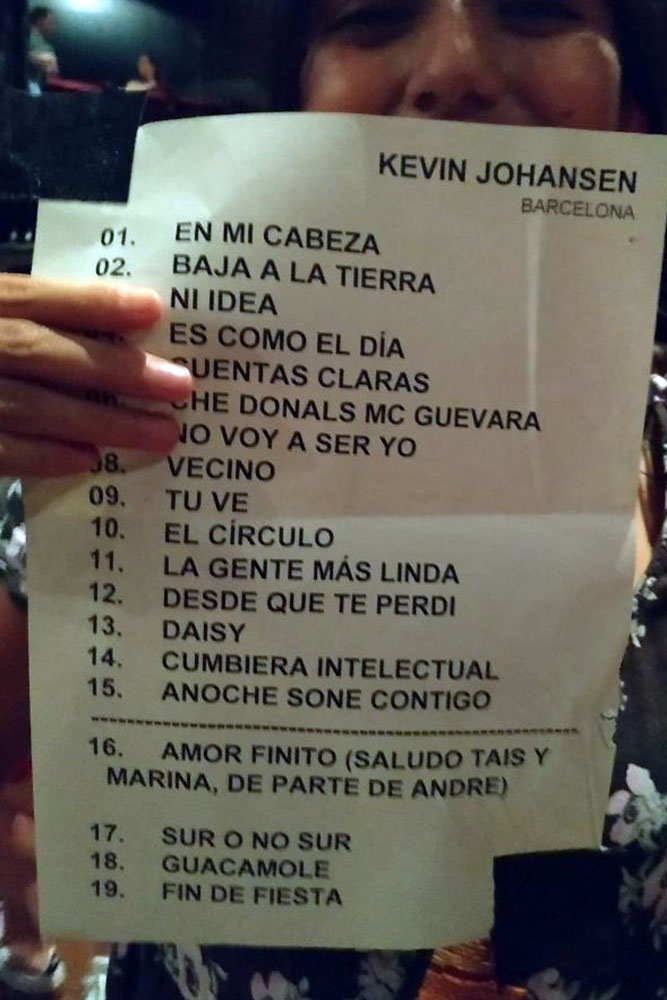 KEVIN JOHANSEN
BARCELONA
01. EN MI CABEZA
02. BAJA A LA TIERRA
NI IDEA
04. ES COMO EL DÍA
CUENTAS CLARAS
06. CHE DONALS MC GUEVARA
NO VOY A SER YO
08. VECINO
09. TU VE
10. EL CÍRCULO
11. LA GENTE MÁS LINDA
12. DESDE QUE TE PERDI
13. DAISY
14. CUMBIERA INTELECTUAL
15. ANOCHE SONE CONTIGO
16. AMOR FINITO (SALUDO TAIS Y
MARINA, DE PARTE DE ANDRE)
17. SUR O NO SUR
18. GUACAMOLE
19. FIN DE FIESTA